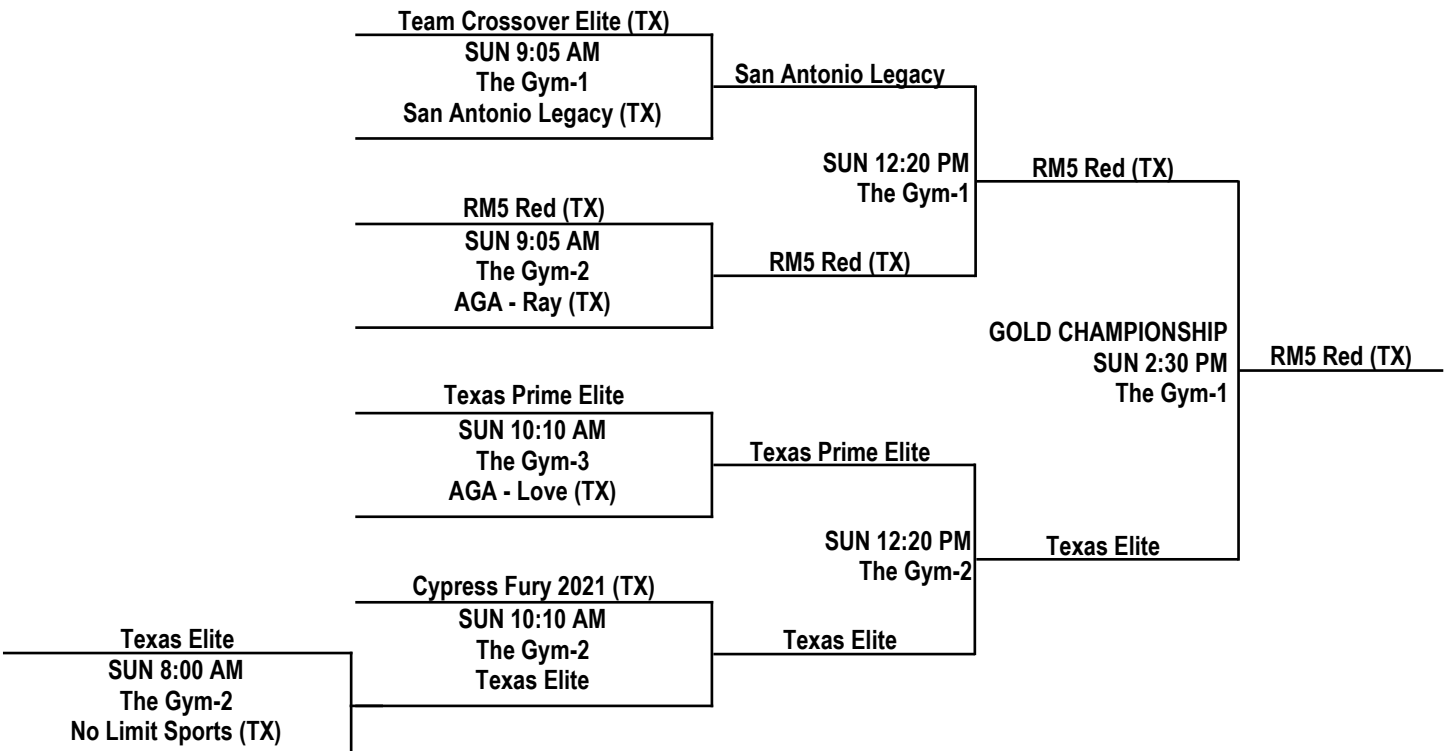 Team Crossover Elite (TX)
SUN 9:05 AM
The Gym-1
San Antonio Legacy (TX)
San Antonio Legacy
SUN 12:20 PM
The Gym-1
RM5 Red (TX)
RM5 Red (TX)
SUN 9:05 AM
The Gym-2
AGA - Ray (TX)
RM5 Red (TX)
GOLD CHAMPIONSHIP
SUN 2:30 PM
The Gym-1
RM5 Red (TX)
Texas Prime Elite
SUN 10:10 AM
The Gym-3
AGA - Love (TX)
Texas Prime Elite
SUN 12:20 PM
The Gym-2
Texas Elite
Cypress Fury 2021 (TX)
SUN 10:10 AM
The Gym-2
Texas Elite
Texas Elite
Texas Elite
SUN 8:00 AM
The Gym-2
No Limit Sports (TX)